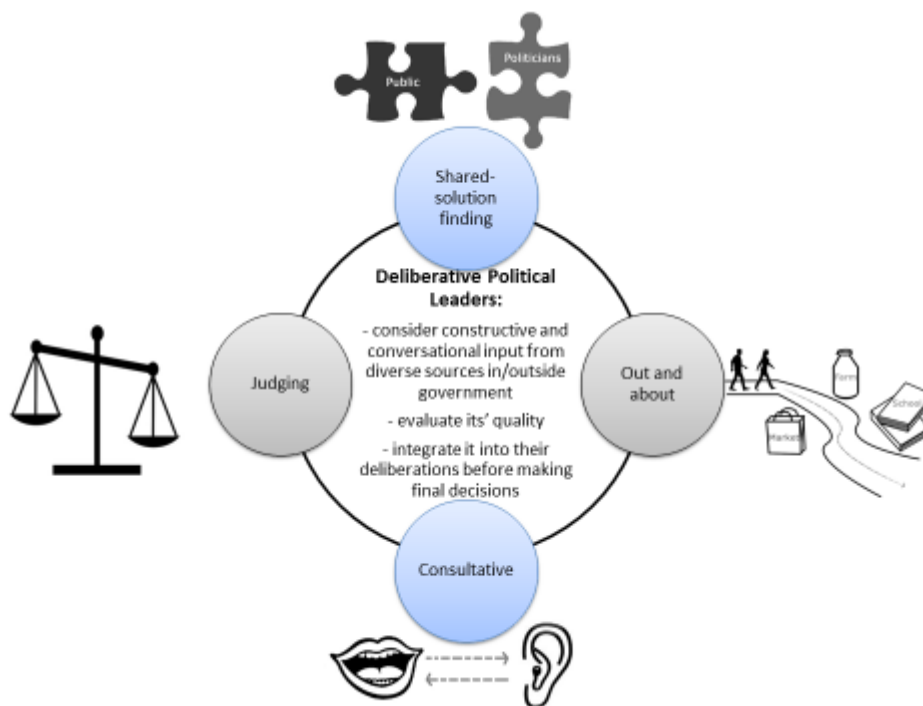 Public
Politicians
Shared-
solution
finding
Deliberative Political
Leaders:
- consider constructive and
conversational input from
diverse sources in/outside
government
- evaluate its' quality
- integrate it into their
deliberations before making
final decisions
Judging
Out and
about
Farm
School
Market
Consultative